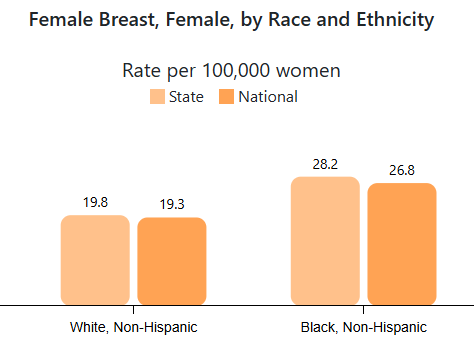 Female Breast, Female, by Race and Ethnicity
Rate per 100,000 women
State National
19.8 19.3 28.2 26.8
White, Non-Hispanic Black, Non-Hispanic